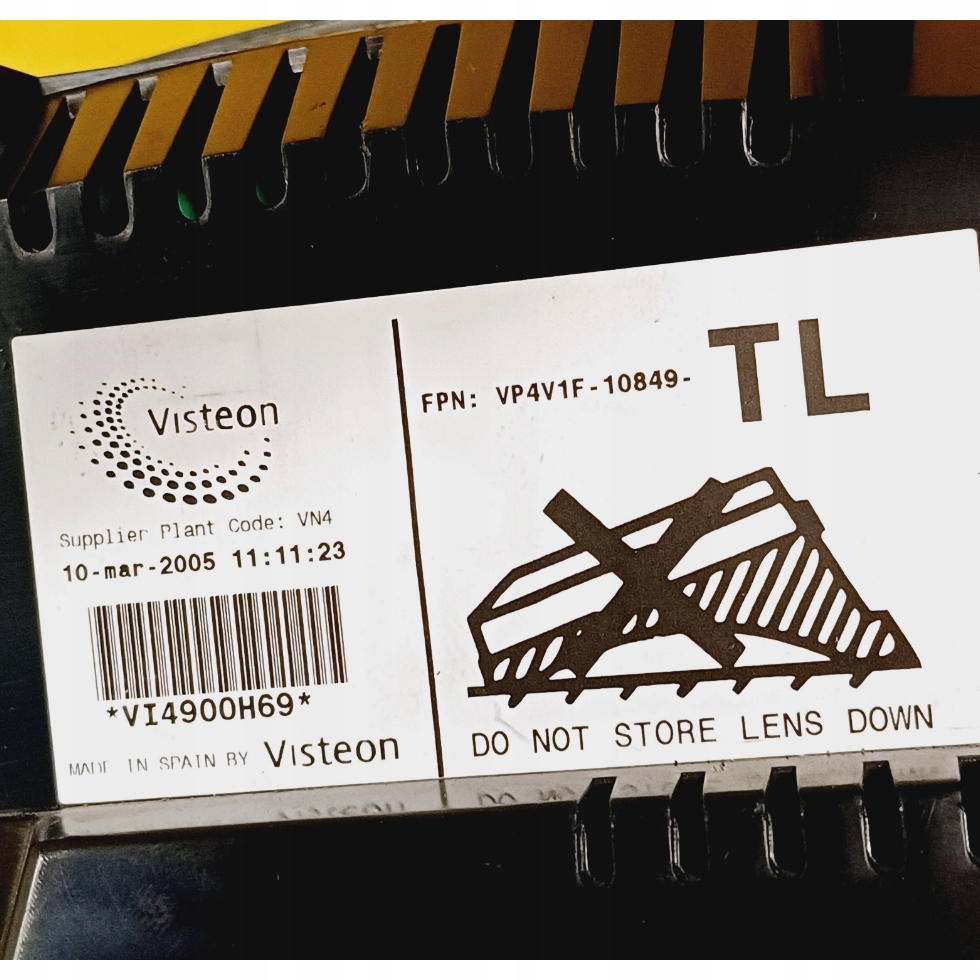 Visteon
Supplier Plant Code: VN4
10-mar-2005 11:11:23
*VI4900H69*
MADE IN SPAIN BY Visteon
FPN: VP4V1F-10849- TL
DO NOT STORE LENS DOWN